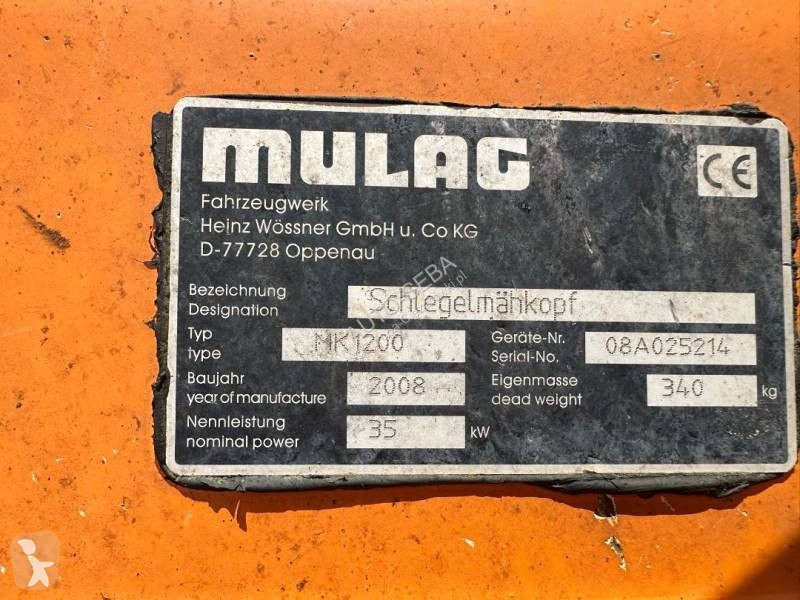 MULAG
CE
Fahrzeugwerk
Heinz Wössner GmbH u. Co KG
D-77728 Oppenau
Bezeichnung
Designation
Schlegelmähkopf
Typ
type
MK1200
Geräte-Nr.
Serial-No.
08A025214
Baujahr
year of manufacture
2008
Eigenmasse
dead weight
340
kg
Nennleistung
nominal power
35
kW